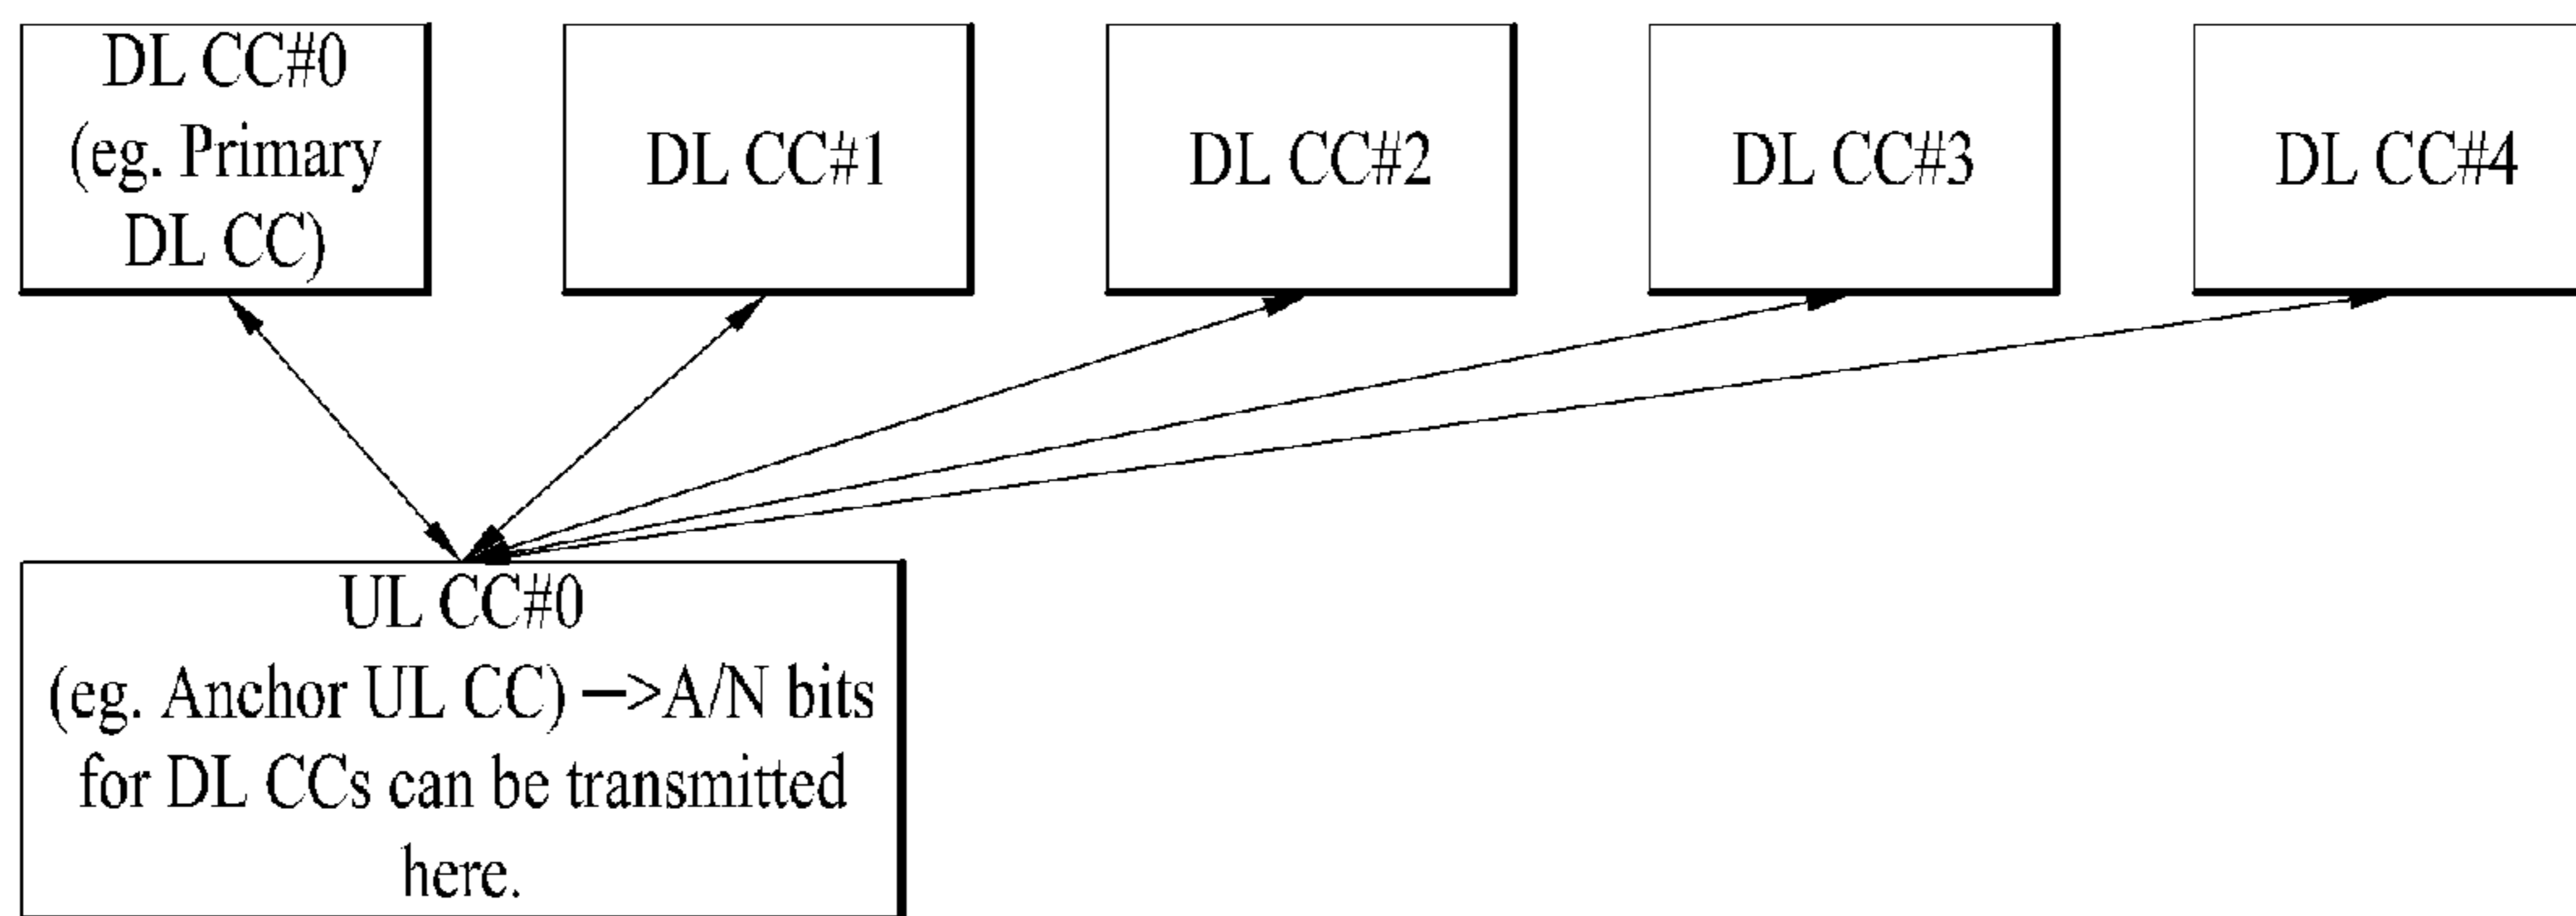 DL CC#0
(eg. Primary
DL CC)
DL CC#1
DL CC#2
DL CC#3
DL CC#4
UL CC#0
(eg. Anchor UL CC) —>A/N bits
for DL CCs can be transmitted
here.